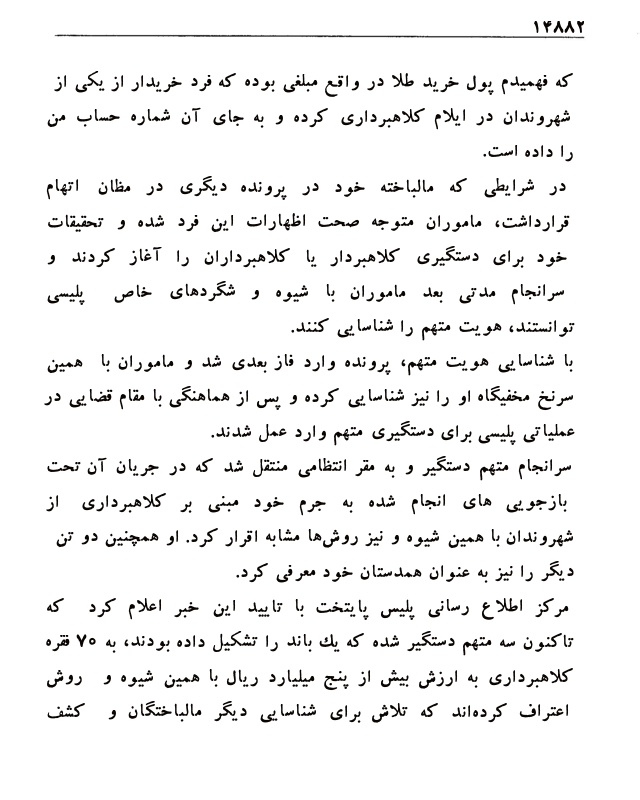 ۱۴۸۸۲
که فهمیدم پول خرید طلا در واقع مبلغی بوده که فرد خریدار از یکی از
شهروندان در ایلام کلاهبرداری کرده و به جای آن شماره حساب من
را داده است.
در شرایطی که مالباخته خود در پرونده دیگری در مظان اتهام
قرارداشت، ماموران متوجه صحت اظهارات این فرد شده و تحقیقات
خود برای دستگیری کلاهبردار یا کلاهبرداران را آغاز کردند و
سرانجام مدتی بعد ماموران با شیوه و شگردهای خاص پلیسی
توانستند، هویت متهم را شناسایی کنند.
با شناسایی هویت متهم، پرونده وارد فاز بعدی شد و ماموران با همین
سرنخ مخفیگاه او را نیز شناسایی کرده و پس از هماهنگی با مقام قضایی در
عملیاتی پلیسی برای دستگیری متهم وارد عمل شدند.
سرانجام متهم دستگیر و به مقر انتظامی منتقل شد که در جریان آن تحت
بازجویی های انجام شده به جرم خود مبنی بر کلاهبرداری از
شهروندان با همین شیوه و نیز روش‌ها مشابه اقرار کرد. او همچنین دو تن
دیگر را نیز به عنوان همدستان خود معرفی کرد.
مرکز اطلاع رسانی پلیس پایتخت با تایید این خبر اعلام کرد که
تاکنون سه متهم دستگیر شده که یك باند را تشکیل داده بودند، به ۷۰ فقره
کلاهبرداری به ارزش بیش از پنج میلیارد ریال با همین شیوه و روش
اعتراف کرده‌اند که تلاش برای شناسایی دیگر مالباختگان و کشف